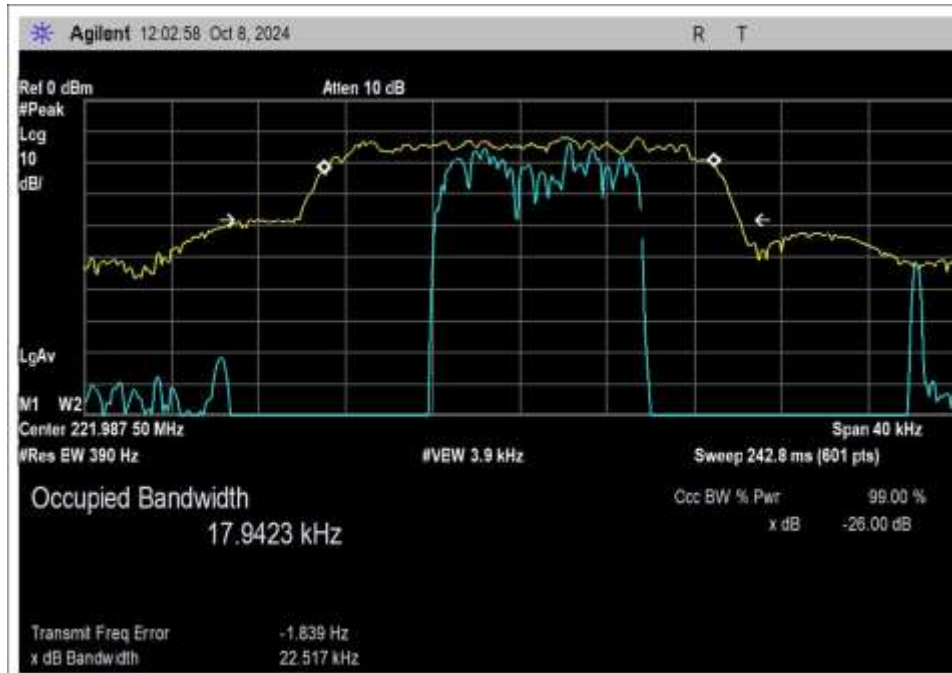 Agilent 12:02:58 Oct 8, 2024 R T
Ref 0 dBm Atten 10 dB
#Peak
Log
10
dB/
LgAv
M1 W2
Center 221.987 50 MHz Span 40 kHz
#Res BW 390 Hz #VBW 3.9 kHz Sweep 242.8 ms (601 pts)
Occupied Bandwidth Occ BW % Pwr 99.00 %
17.9423 kHz x dB -26.00 dB
Transmit Freq Error -1.839 Hz
x dB Bandwidth 22.517 kHz